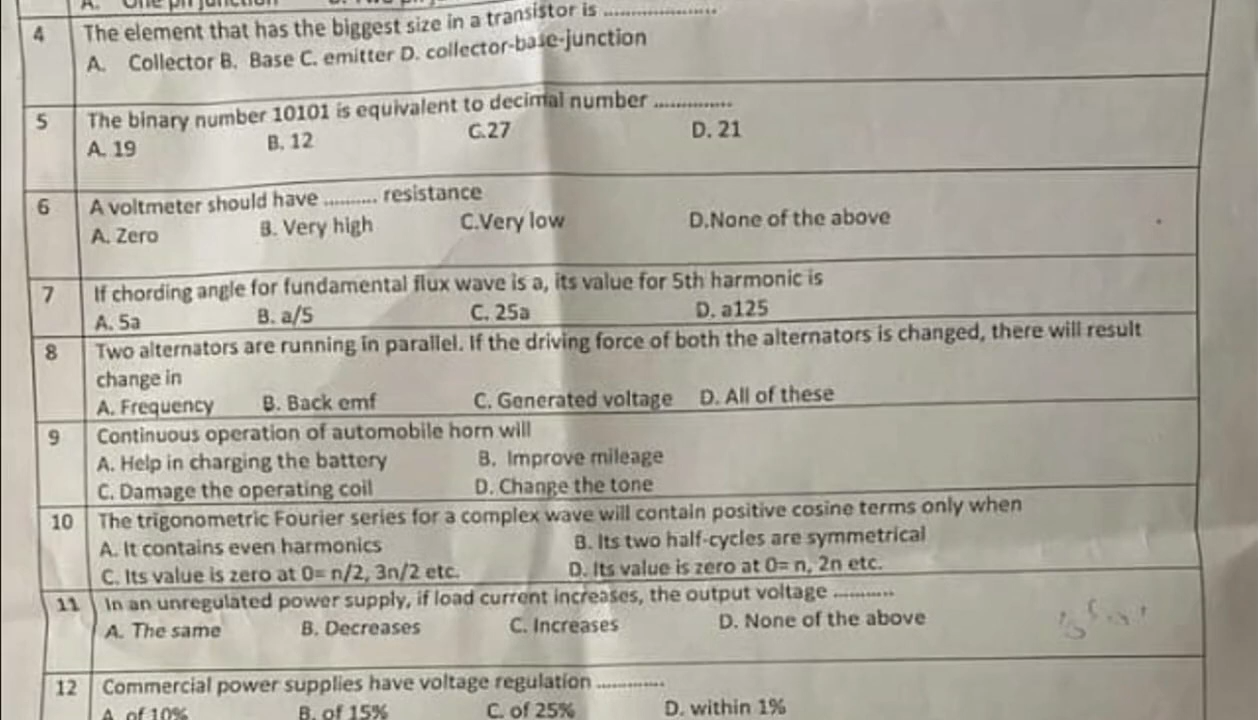 A. One pn junction
4 The element that has the biggest size in a transistor is ....................
A. Collector B. Base C. emitter D. collector-base-junction
5 The binary number 10101 is equivalent to decimal number ..............
A. 19 B. 12 C.27 D. 21
6 A voltmeter should have .......... resistance
A. Zero B. Very high C.Very low D.None of the above
7 If chording angle for fundamental flux wave is a, its value for 5th harmonic is
A. 5a B. a/5 C. 25a D. a125
8 Two alternators are running in parallel. If the driving force of both the alternators is changed, there will result
change in
A. Frequency B. Back emf C. Generated voltage D. All of these
9 Continuous operation of automobile horn will
A. Help in charging the battery B. Improve mileage
C. Damage the operating coil D. Change the tone
10 The trigonometric Fourier series for a complex wave will contain positive cosine terms only when
A. It contains even harmonics B. Its two half-cycles are symmetrical
C. Its value is zero at 0= n/2, 3n/2 etc. D. Its value is zero at 0= n, 2n etc.
11 In an unregulated power supply, if load current increases, the output voltage ...........
A. The same B. Decreases C. Increases D. None of the above
12 Commercial power supplies have voltage regulation .............
A. of 10% B. of 15% C. of 25% D. within 1%